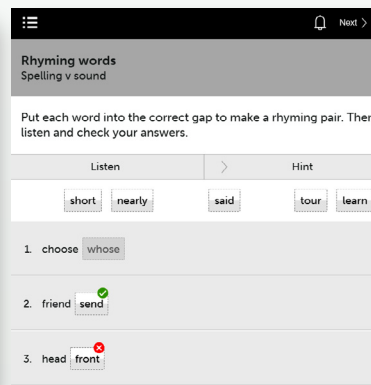 Next >
Rhyming words
Spelling v sound
Put each word into the correct gap to make a rhyming pair. Then
listen and check your answers.
Listen > Hint
short nearly said tour learn
1. choose whose
2. friend send
3. head front